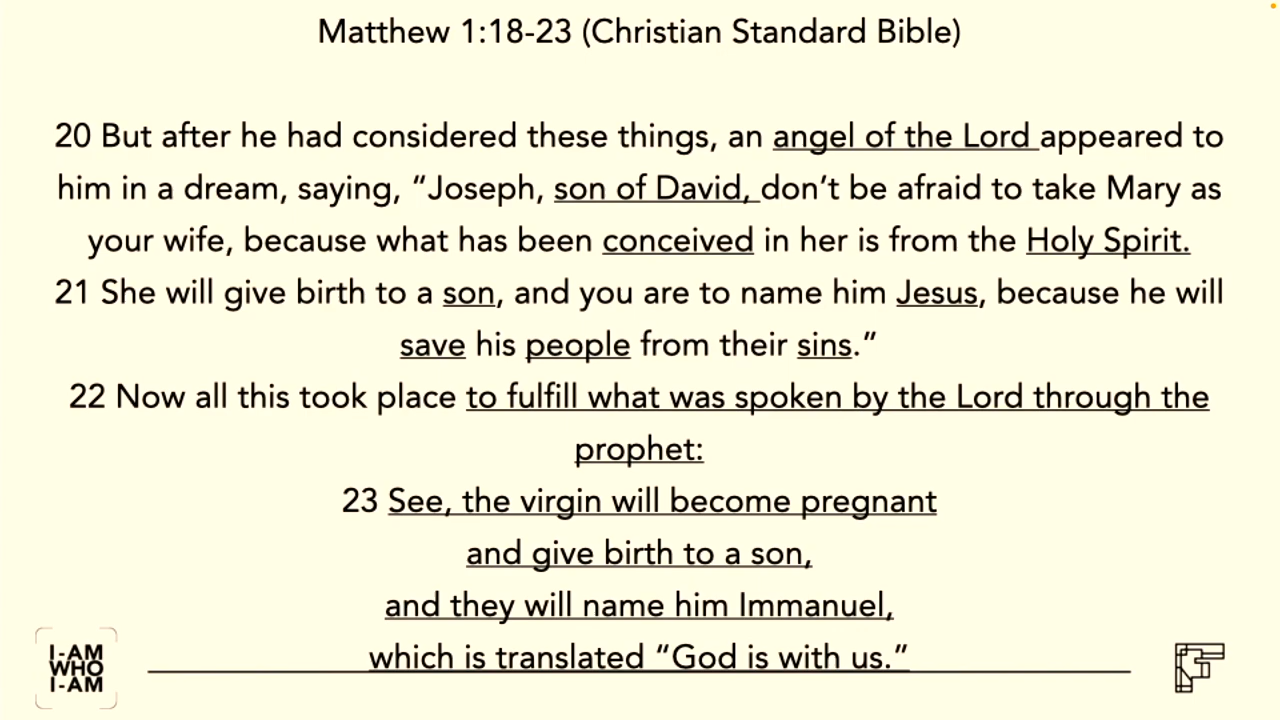 Matthew 1:18-23 (Christian Standard Bible)
20 But after he had considered these things, an angel of the Lord appeared to
him in a dream, saying, “Joseph, son of David, don’t be afraid to take Mary as
your wife, because what has been conceived in her is from the Holy Spirit.
21 She will give birth to a son, and you are to name him Jesus, because he will
save his people from their sins.”
22 Now all this took place to fulfill what was spoken by the Lord through the
prophet:
23 See, the virgin will become pregnant
and give birth to a son,
and they will name him Immanuel,
which is translated “God is with us.”
I-AM
WHO
I-AM